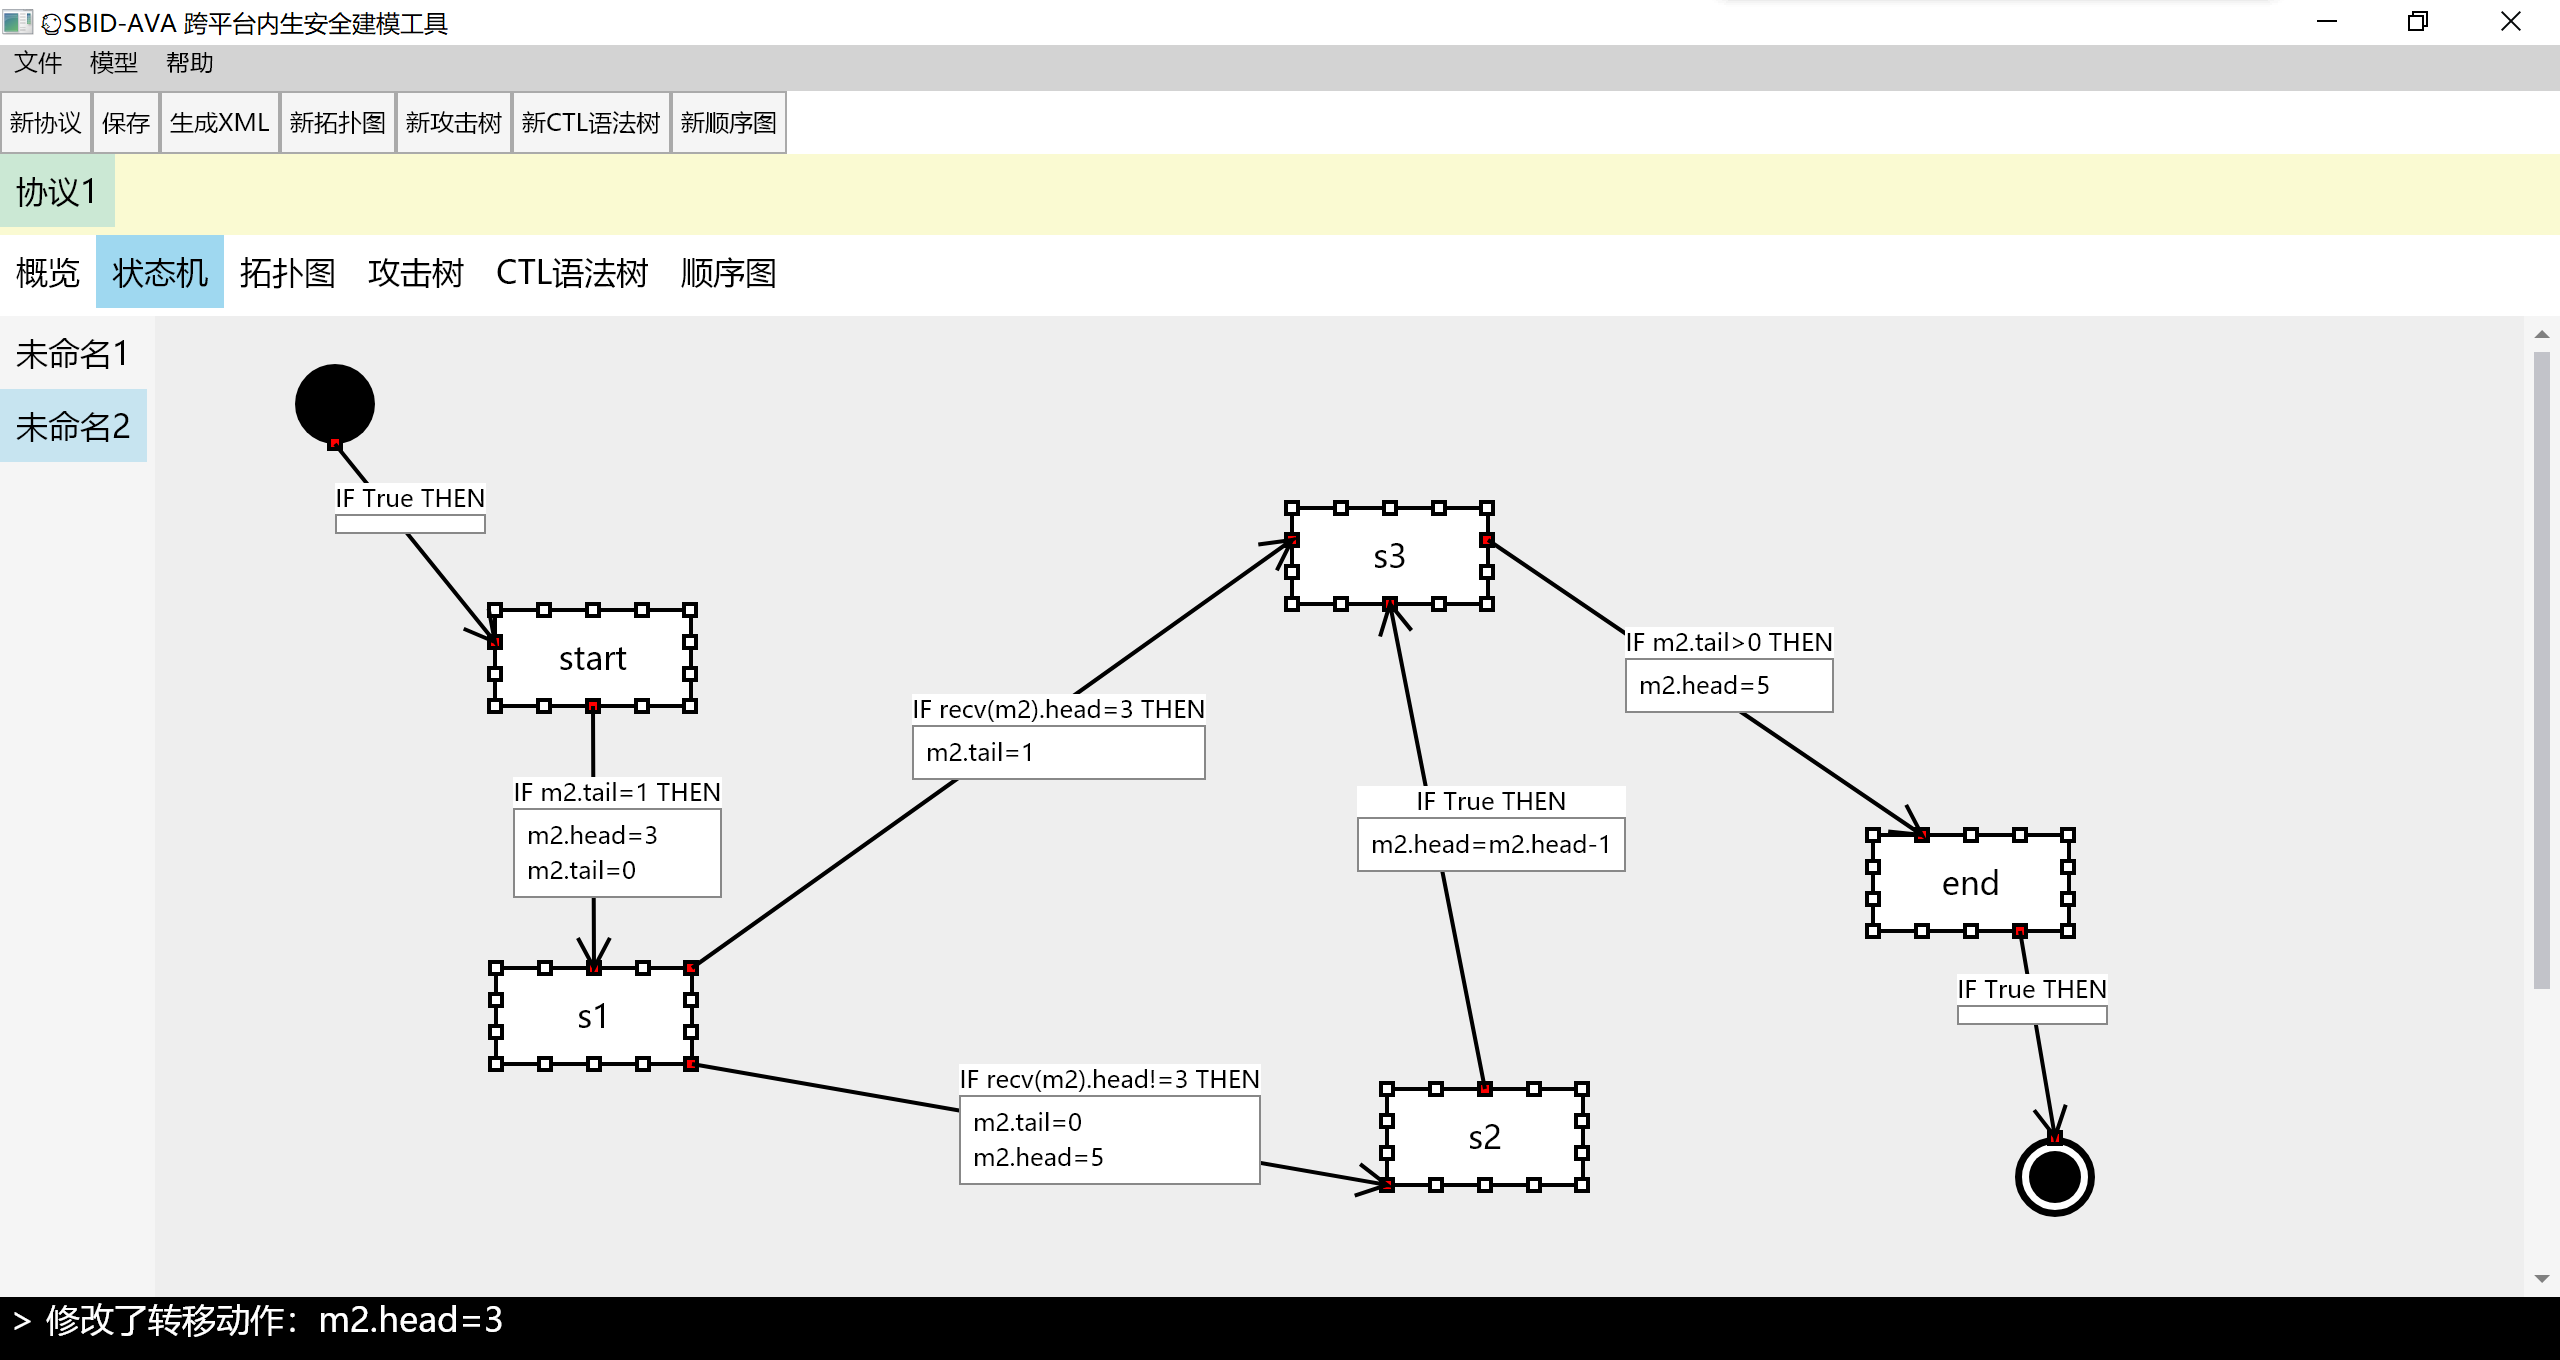 SBID-AVA 跨平台内生安全建模工具
文件 模型 帮助
新协议 保存 生成XML 新拓扑图 新攻击树 新CTL语法树 新顺序图
协议1
概览 状态机 拓扑图 攻击树 CTL语法树 顺序图
未命名1
未命名2
IF True THEN
start
IF m2.tail=1 THEN
m2.head=3
m2.tail=0
s1
IF recv(m2).head=3 THEN
m2.tail=1
s3
IF m2.tail>0 THEN
m2.head=5
IF True THEN
m2.head=m2.head-1
end
IF True THEN
IF recv(m2).head!=3 THEN
m2.tail=0
m2.head=5
s2
> 修改了转移动作：m2.head=3